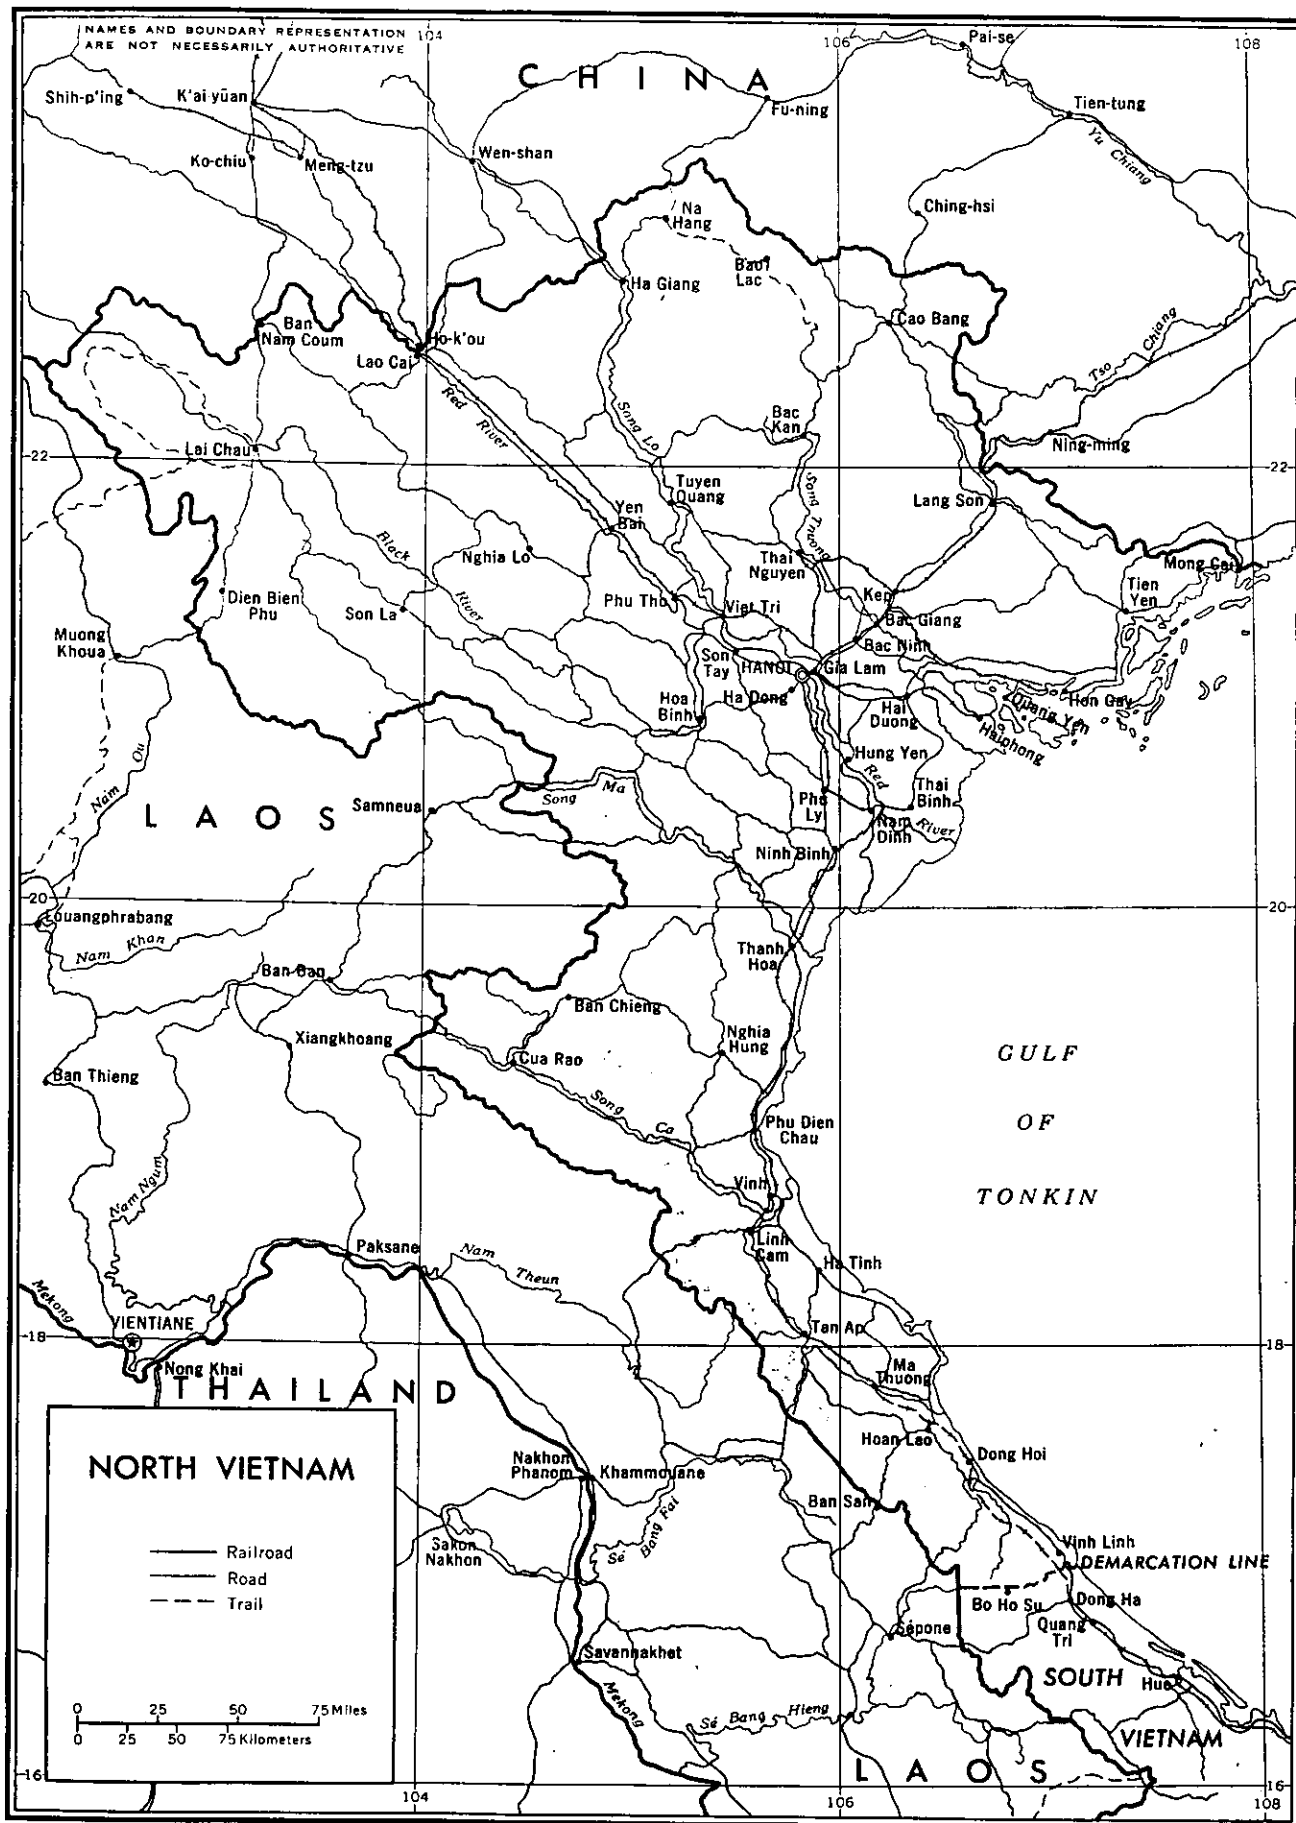 NAMES AND BOUNDARY REPRESENTATION
ARE NOT NECESSARILY AUTHORITATIVE
104
106
108
Pai-se
CHINA
Shih-p'ing
K'ai-yüan
Fu-ning
Tien-tung
Yu Chiang
Ko-chiu
Meng-tzu
Wen-shan
Na
Hang
Ching-hsi
Bao
Lac
Ha Giang
Ban
Nam Coum
Ho-k'ou
Lao Cai
Cao Bang
Tso Chiang
Red River
Song Lo
Bac
Kan
Ning-ming
Lai Chau
22
22
Tuyen
Quang
Lang Son
Yen
Bai
Song Thuong
Black River
Nghia Lo
Thai
Nguyen
Mong Cai
Dien Bien
Phu
Son La
Phu Tho
Viet Tri
Kep
Tien
Yen
Bac Giang
Muong
Khoua
Bac Ninh
Son
Tay
HANOI
Gia Lam
Ha Dong
Hoa
Binh
Hai
Duong
Quang Yen
Hon Gay
Haiphong
Hung Yen
Nam Ou
Red River
Thai
Binh
LAOS
Samneua
Song Ma
Phu
Ly
Nam
Dinh
Ninh Binh
20
20
Louangphrabang
Nam Khan
Thanh
Hoa
Ban Ban
Ban Chieng
Xiangkhoang
Nghia
Hung
Cua Rao
GULF
OF
TONKIN
Ban Thieng
Song Ca
Phu Dien
Chau
Nam Ngum
Vinh
Linh
Cam
Paksane
Nam Theun
Ha Tinh
Mekong
VIENTIANE
18
18
Tan Ap
Nong Khai
THAILAND
Ma
Thuong
Hoan Lao
Dong Hoi
Nakhon
Phanom
Khammouane
Sé Bang Fai
Ban San
Sakon
Nakhon
Vinh Linh
DEMARCATION LINE
Bo Ho Su
Dong Ha
Sépone
Quang
Tri
Savannakhet
SOUTH
Hue
Mekong
Sé Bang Hieng
VIETNAM
LAOS
NORTH VIETNAM
Railroad
Road
Trail
0 25 50 75 Miles
0 25 50 75 Kilometers
16
16
104
106
108